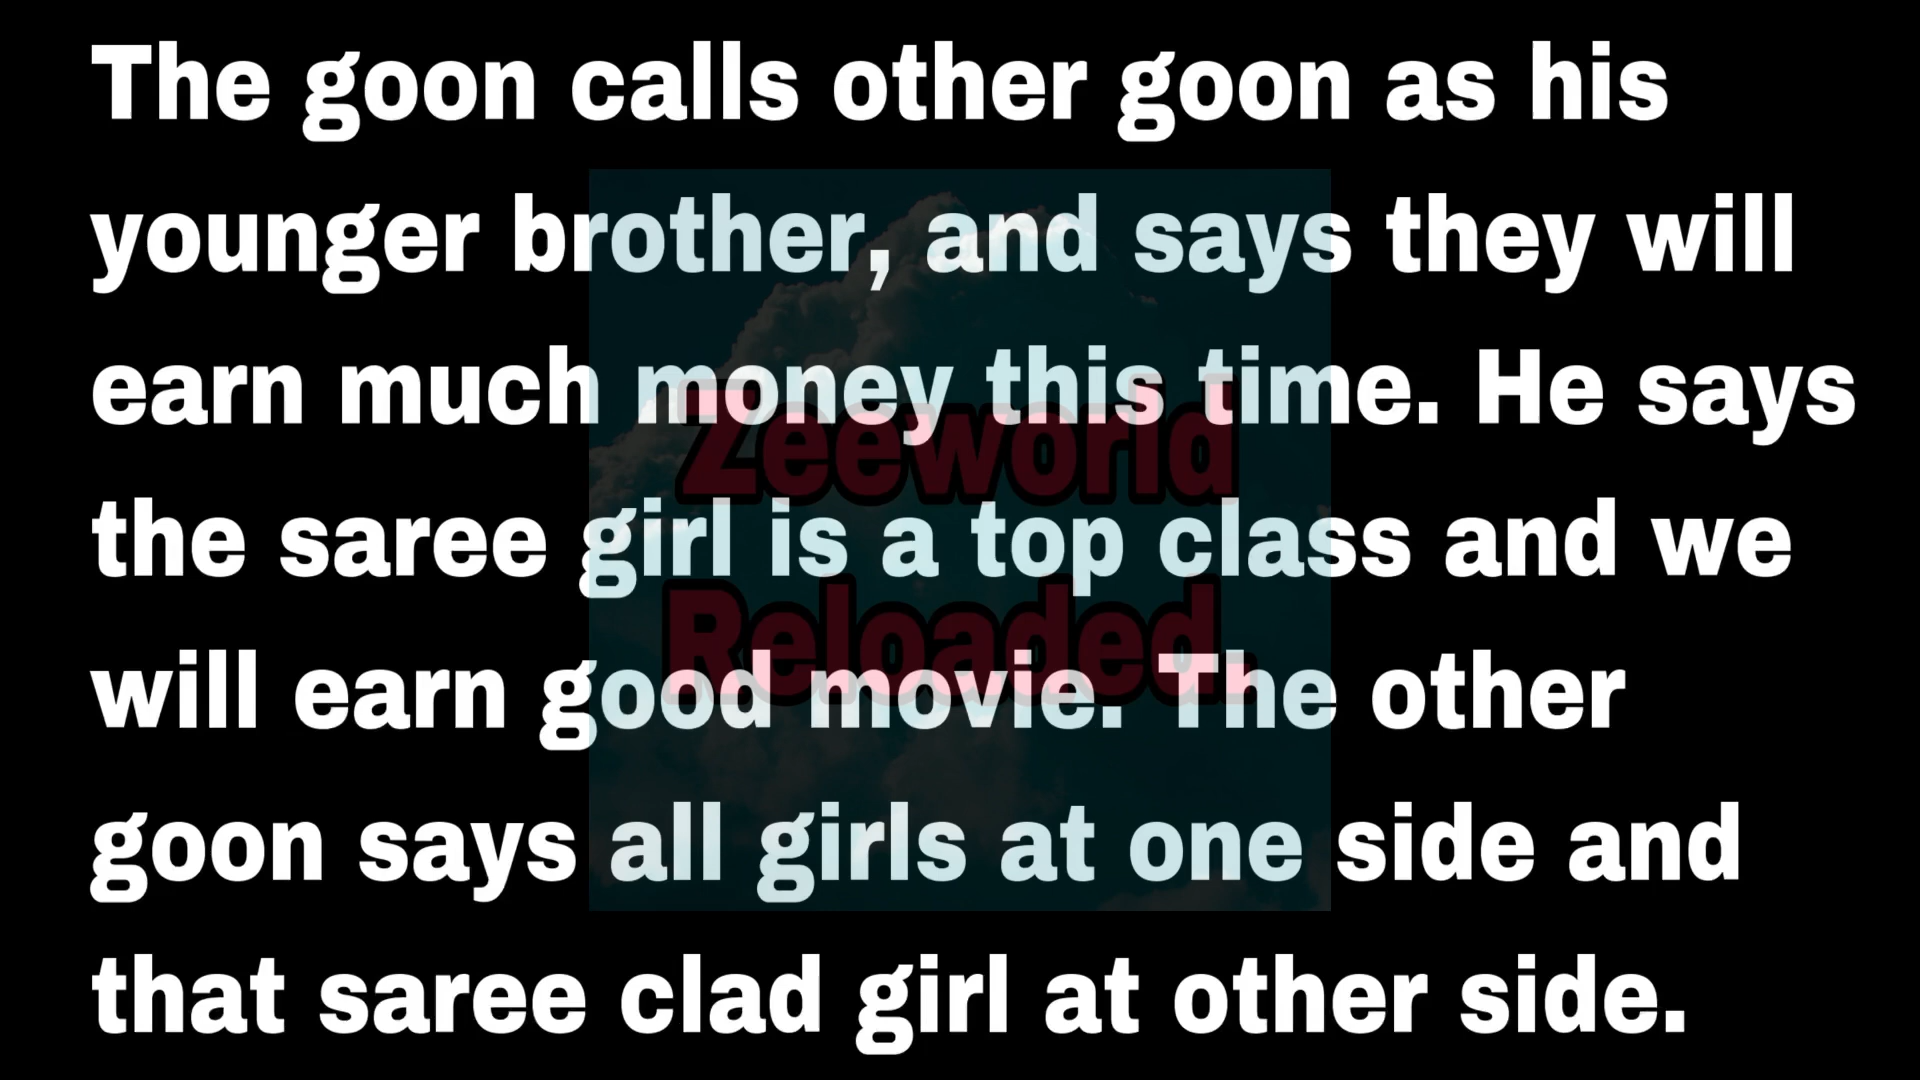 The goon calls other goon as his
younger brother, and says they will
earn much money this time. He says
Zeeworld
the saree girl is a top class and we
Reloaded.
will earn good movie. The other
goon says all girls at one side and
that saree clad girl at other side.